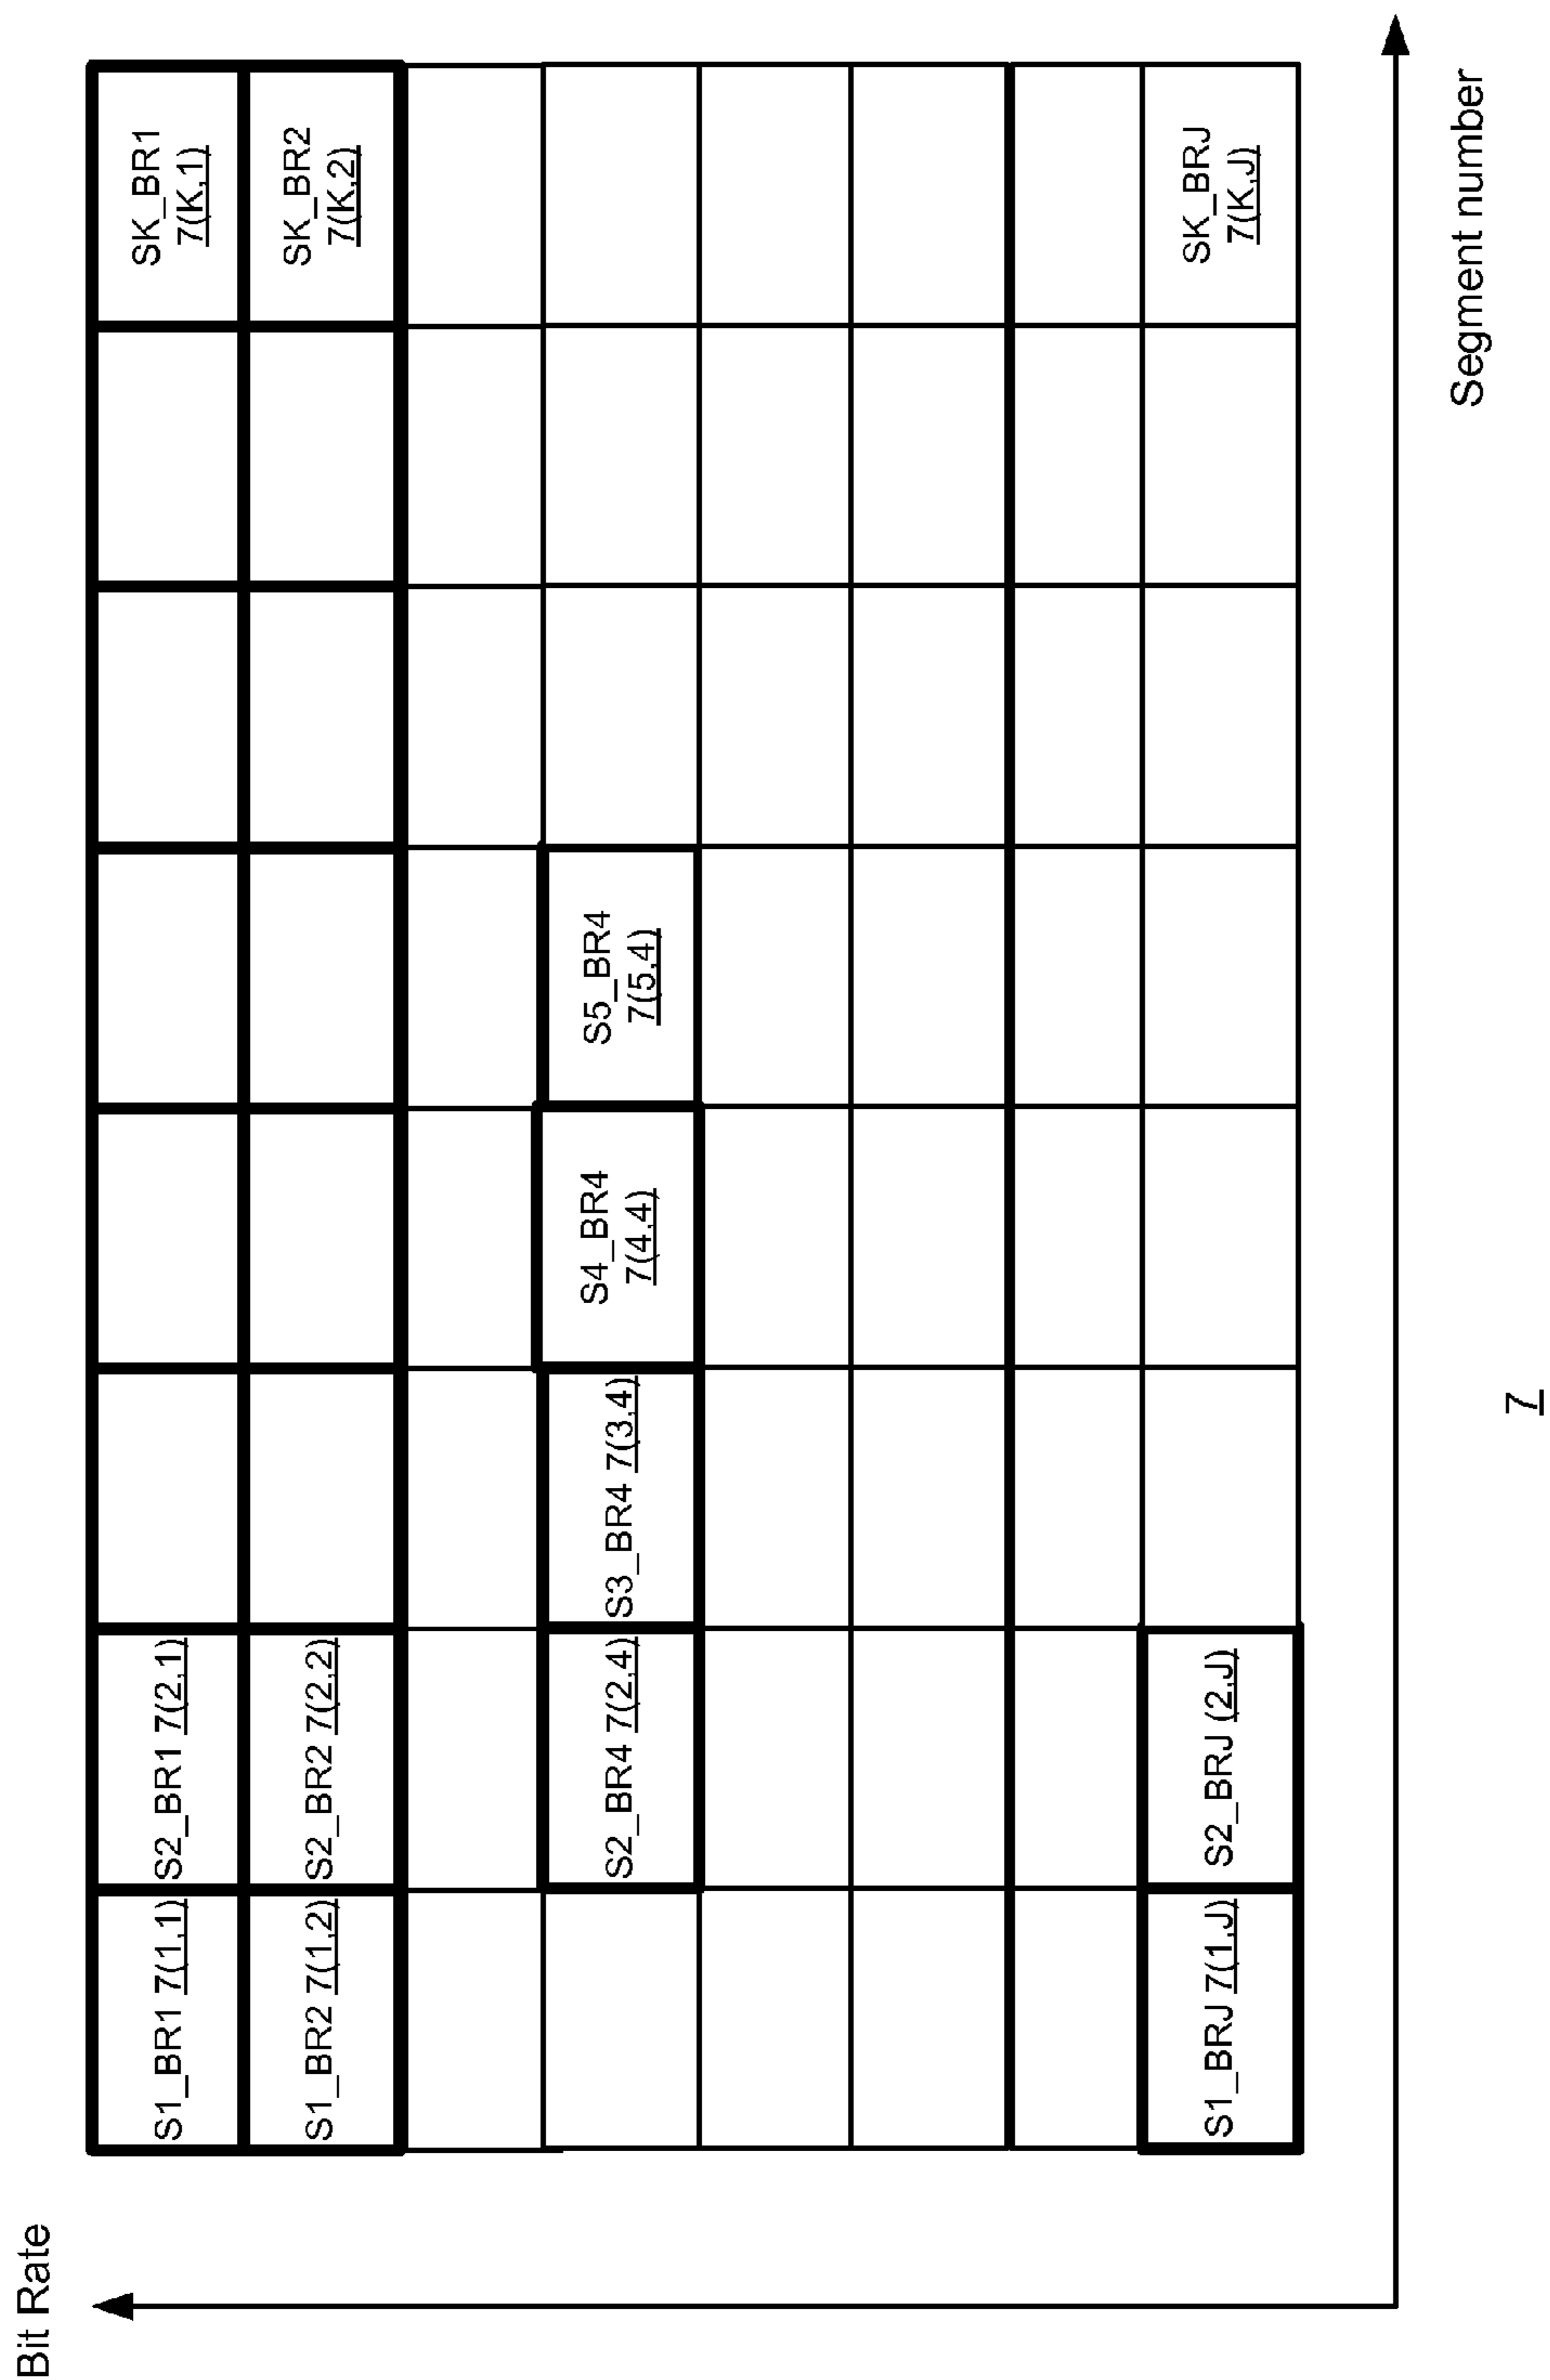 Bit Rate
S1_BR1 7(1,1)
S2_BR1 7(2,1)
SK_BR1
7(K,1)
S1_BR2 7(1,2)
S2_BR2 7(2,2)
SK_BR2
7(K,2)
S2_BR4 7(2,4)
S3_BR4 7(3,4)
S4_BR4
7(4,4)
S5_BR4
7(5,4)
S1_BRJ 7(1,J)
S2_BRJ (2,J)
SK_BRJ
7(K,J)
Segment number
7